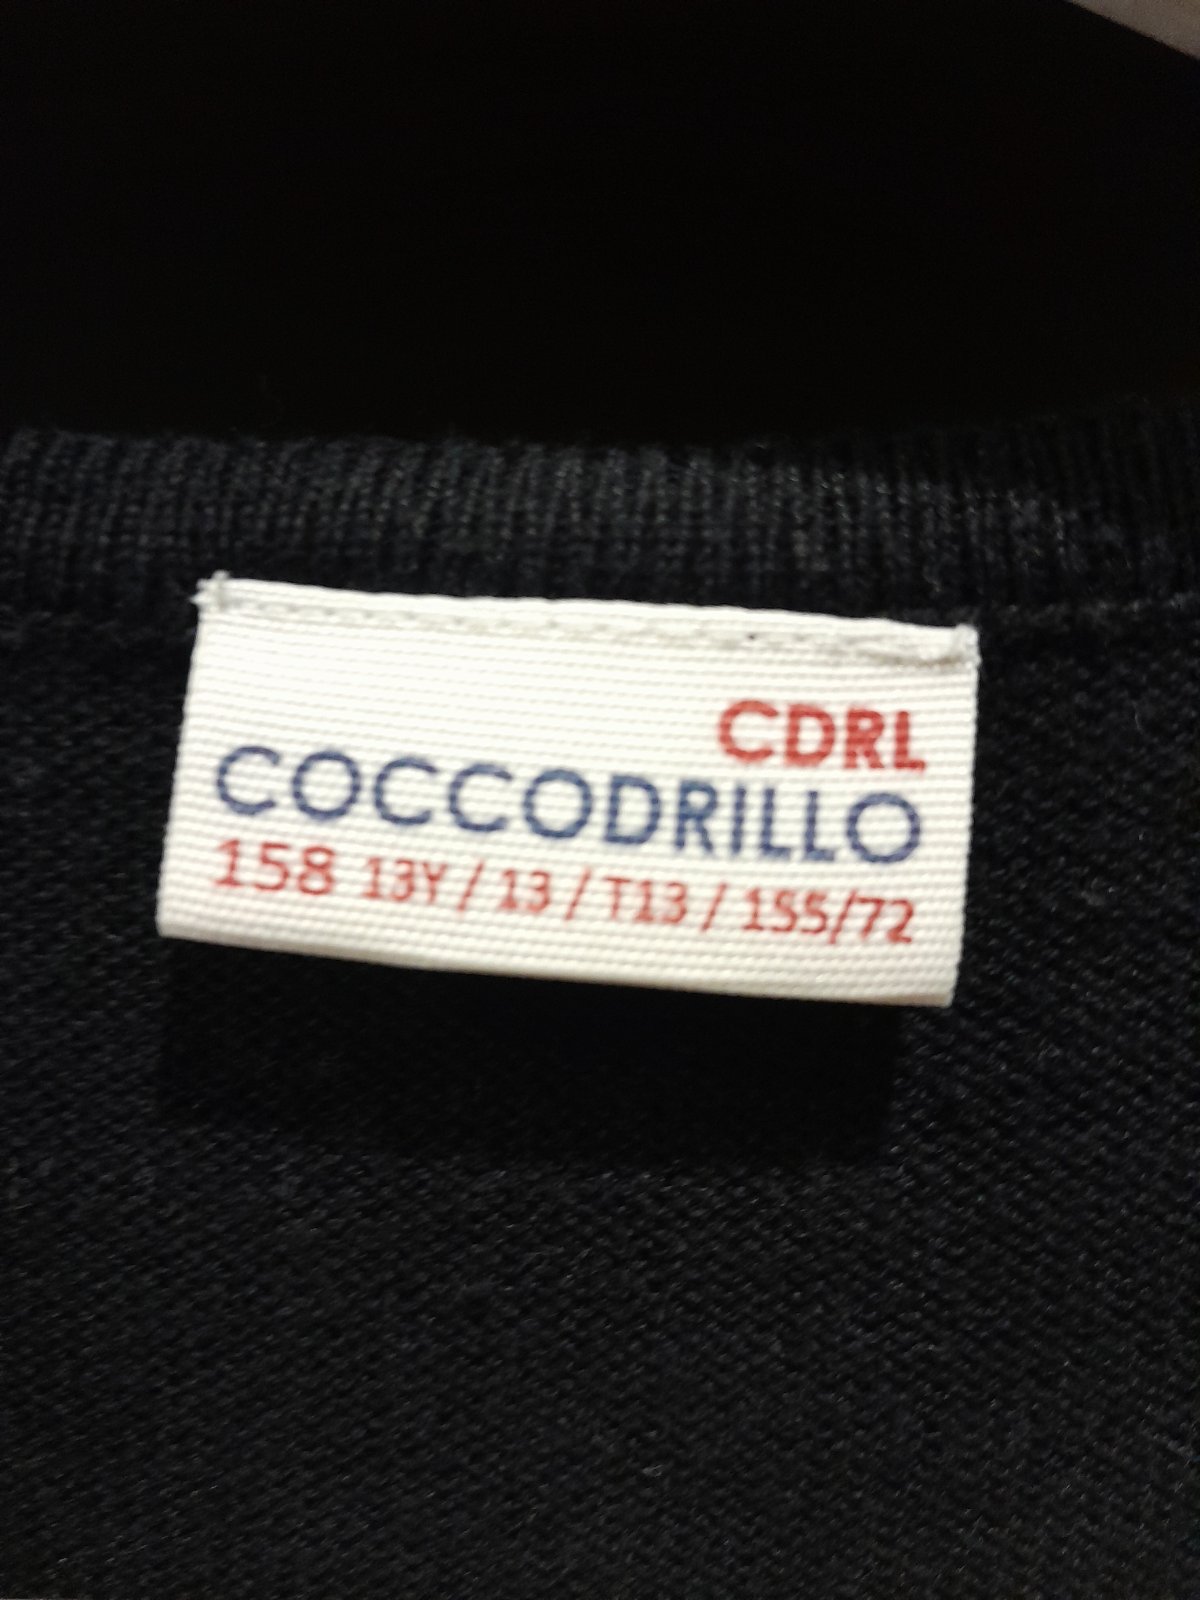 CDRL
COCCODRILLO
158 13Y / 13 / T13 / 155/72